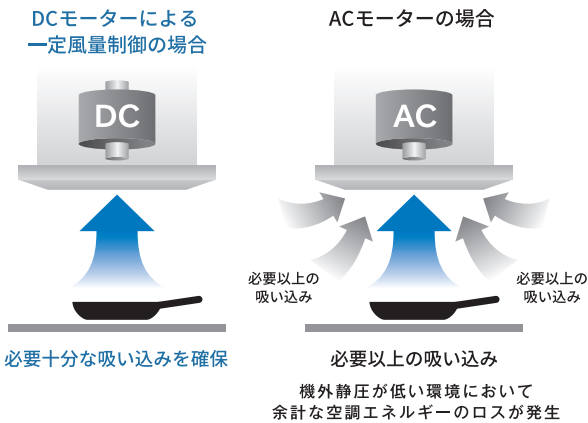 DCモーターによる
一定風量制御の場合
DC
必要十分な吸い込みを確保
ACモーターの場合
AC
必要以上の
吸い込み
必要以上の
吸い込み
必要以上の吸い込み
機外静圧が低い環境において
余計な空調エネルギーのロスが発生